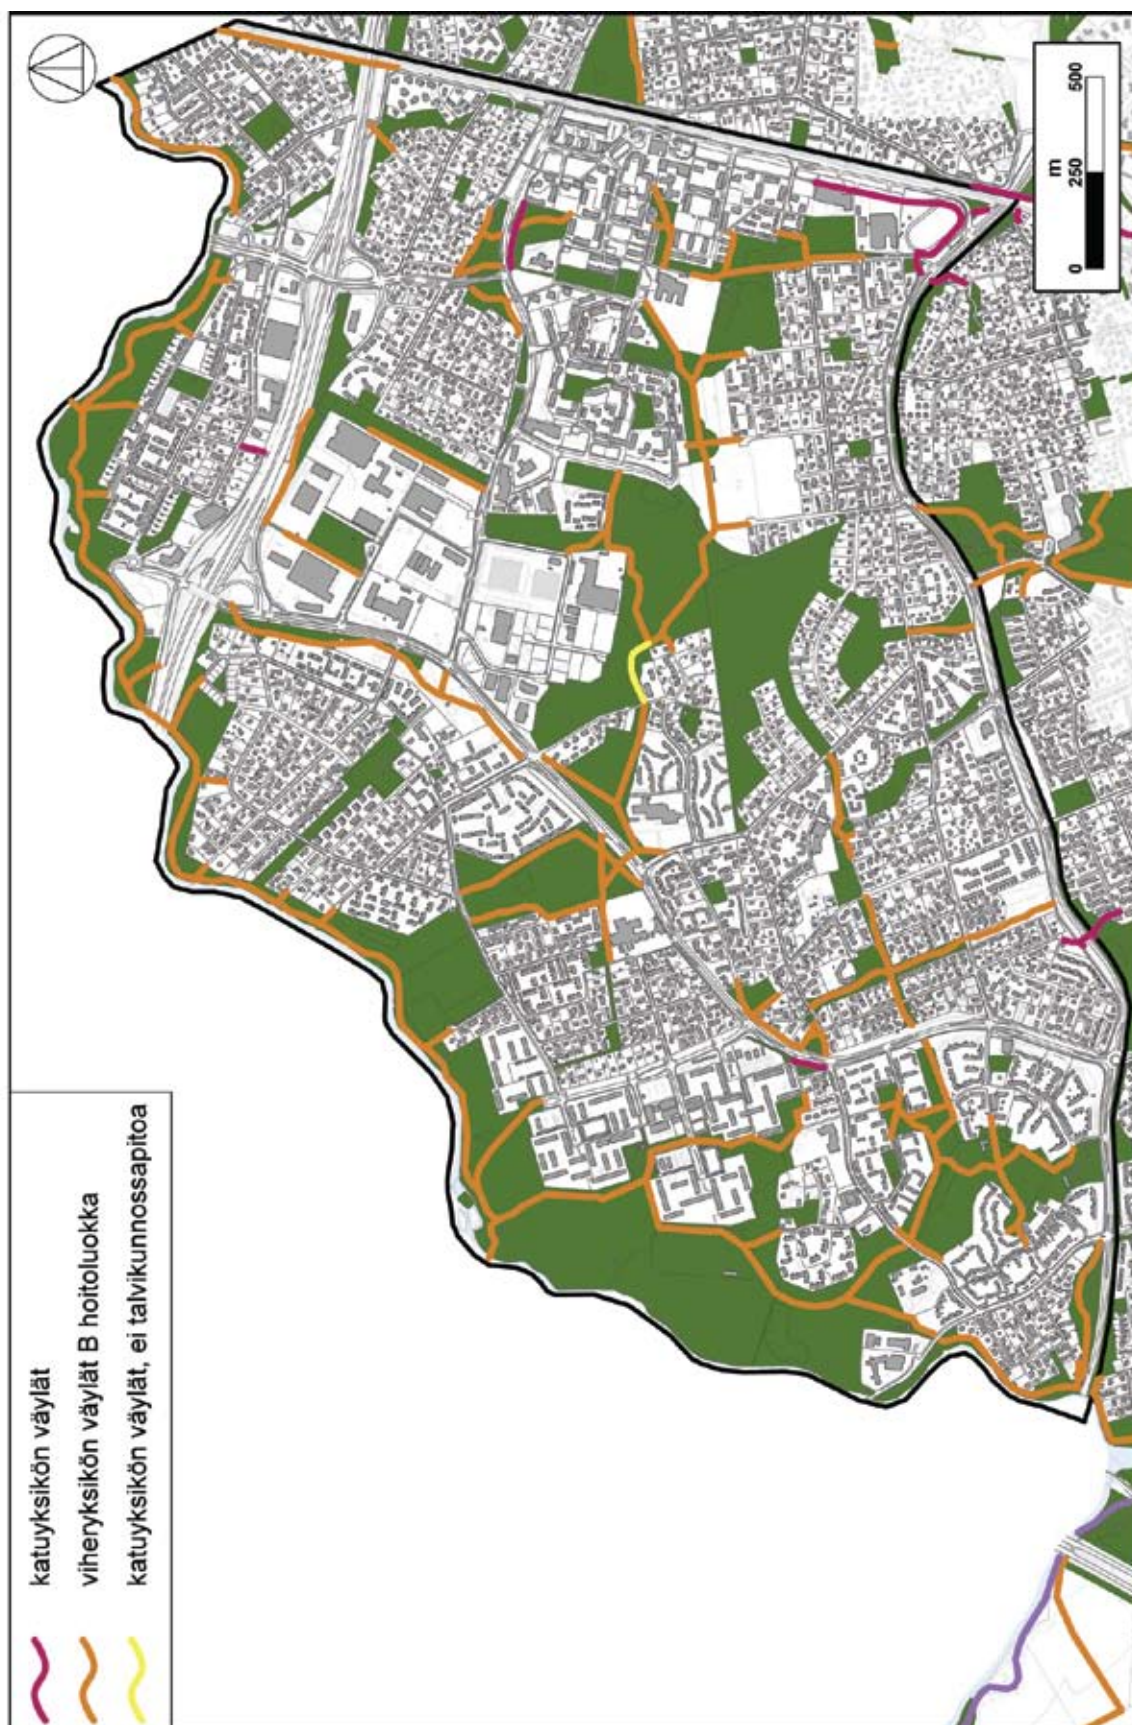 katuyksikön väylät
viheryksikön väylät B hoitoluokka
katuyksikön väylät, ei talvikunnossapitoa
m
0 250 500